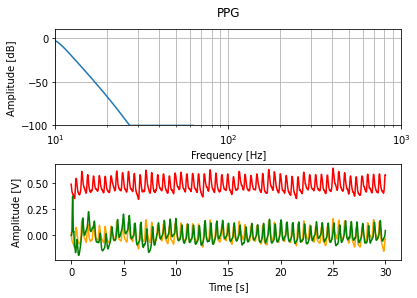 PPG
0
−50
−100
Amplitude [dB]
10¹ 10² 10³
Frequency [Hz]
0.50
0.25
0.00
Amplitude [V]
0 5 10 15 20 25 30
Time [s]